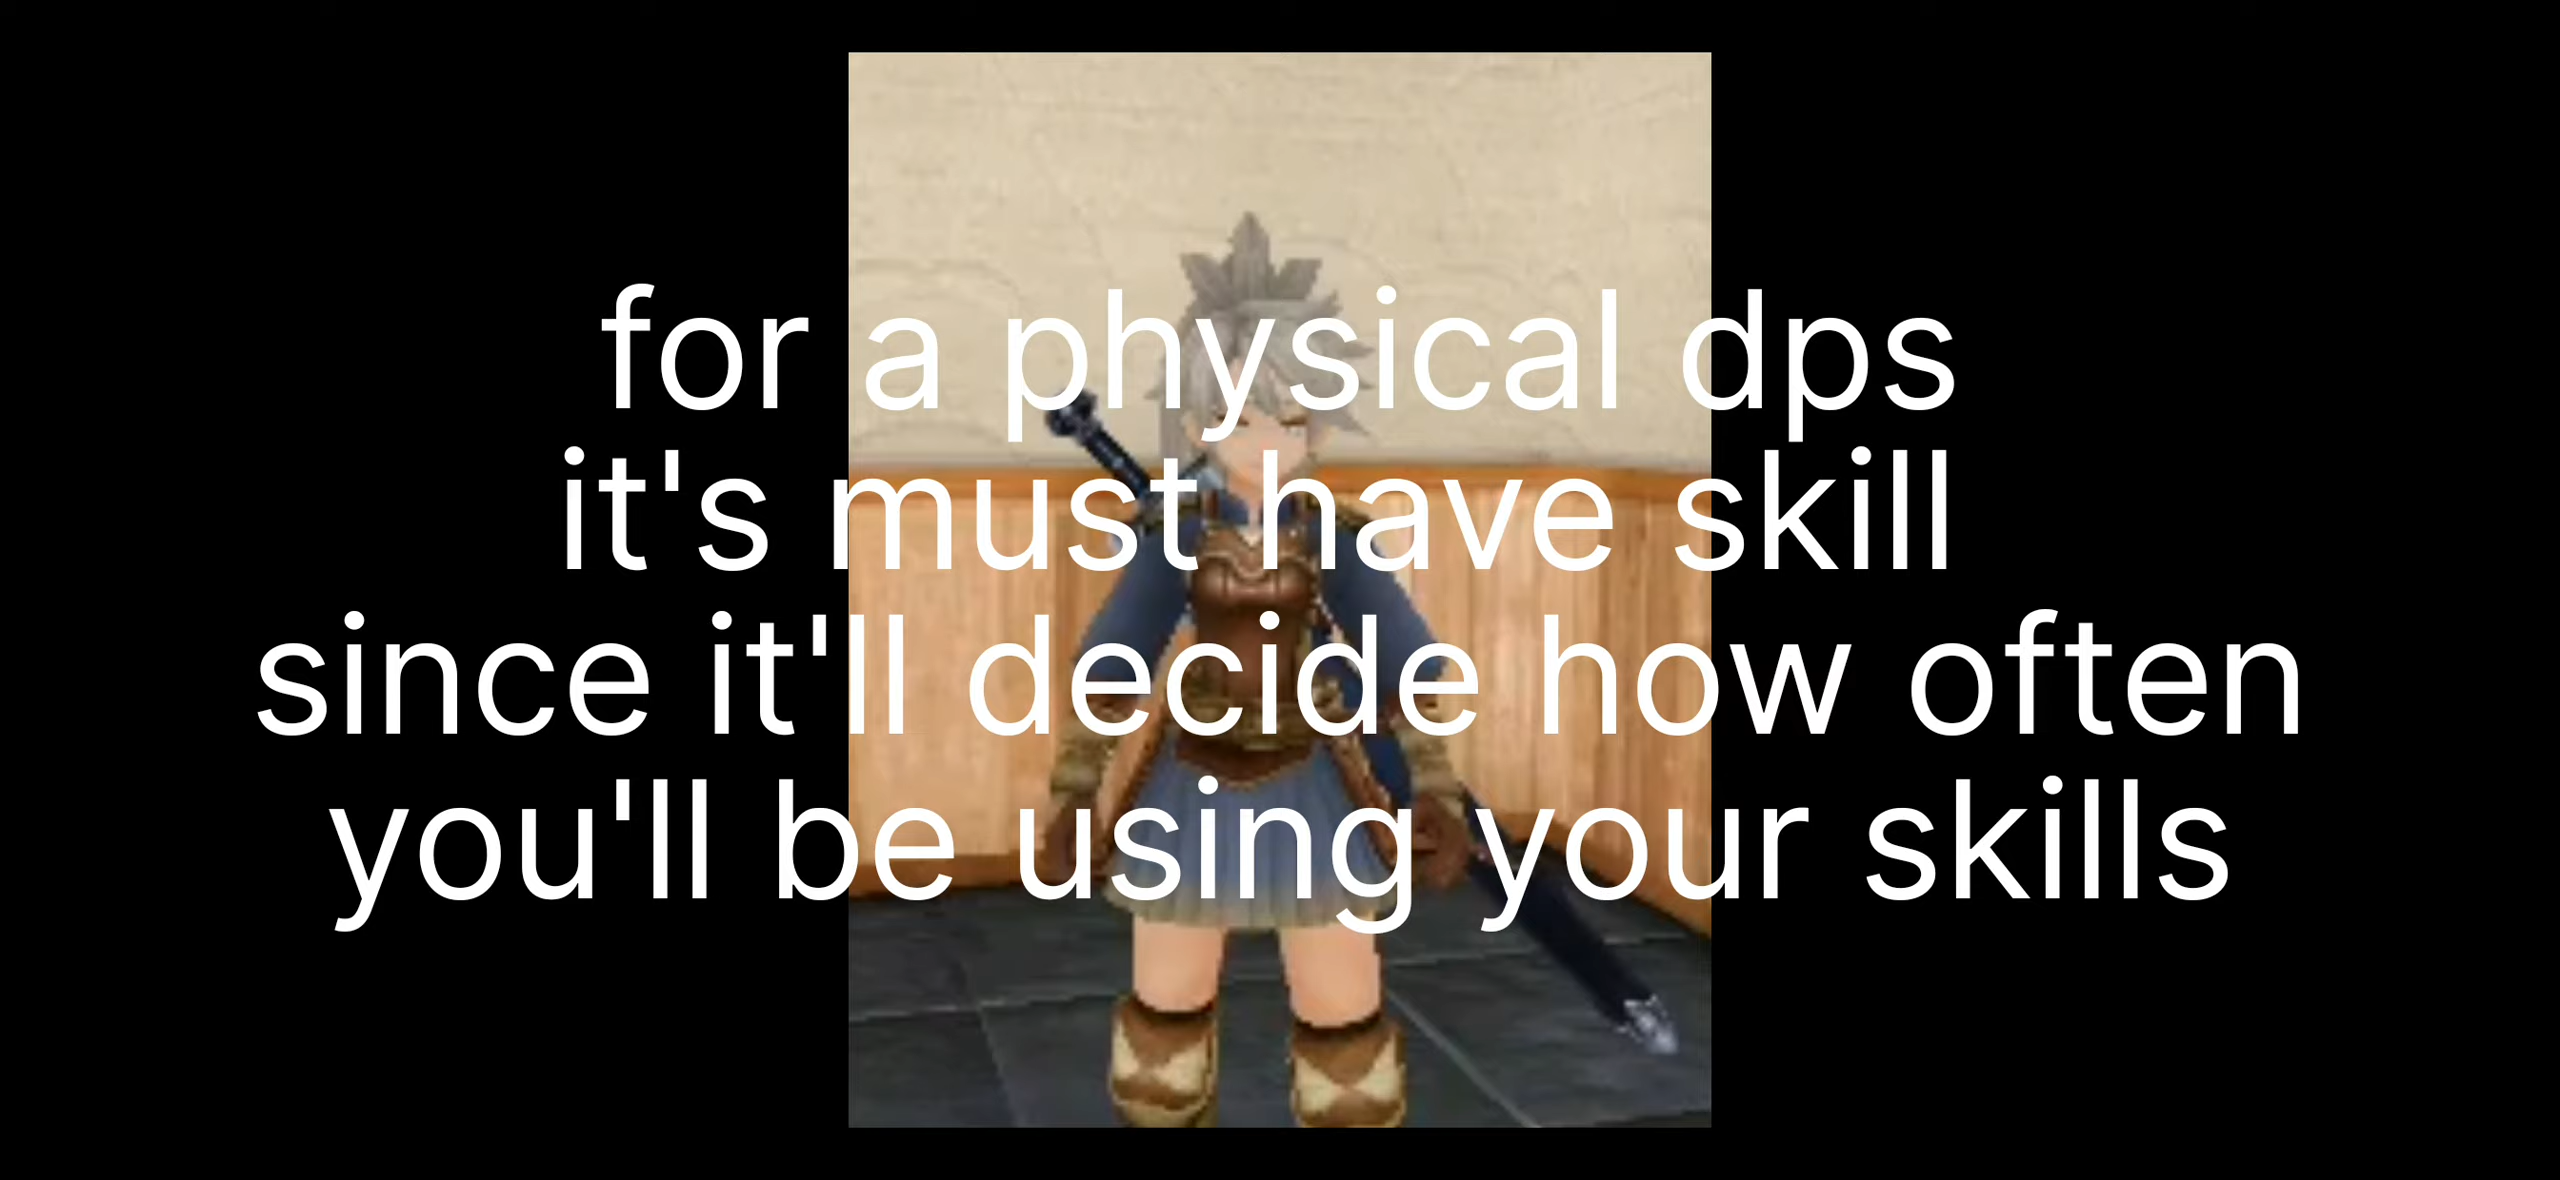 for a physical dps
it's must have skill
since it'll decide how often
you'll be using your skills